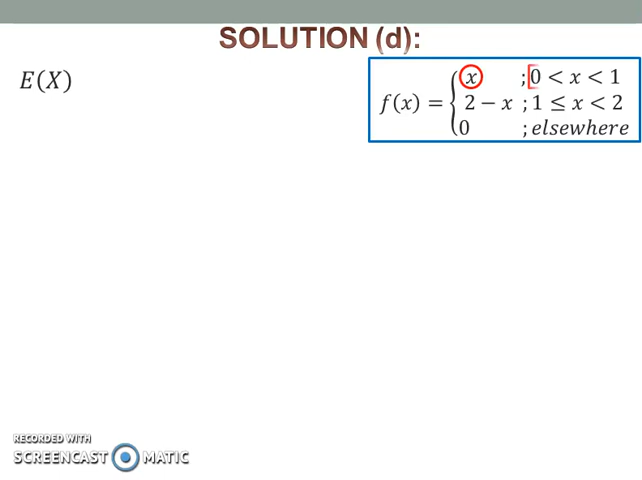 SOLUTION (d):
E(X)
f(x) = { x ; 0 < x < 1
2 − x ; 1 ≤ x < 2
0 ; elsewhere
RECORDED WITH
SCREENCAST MATIC